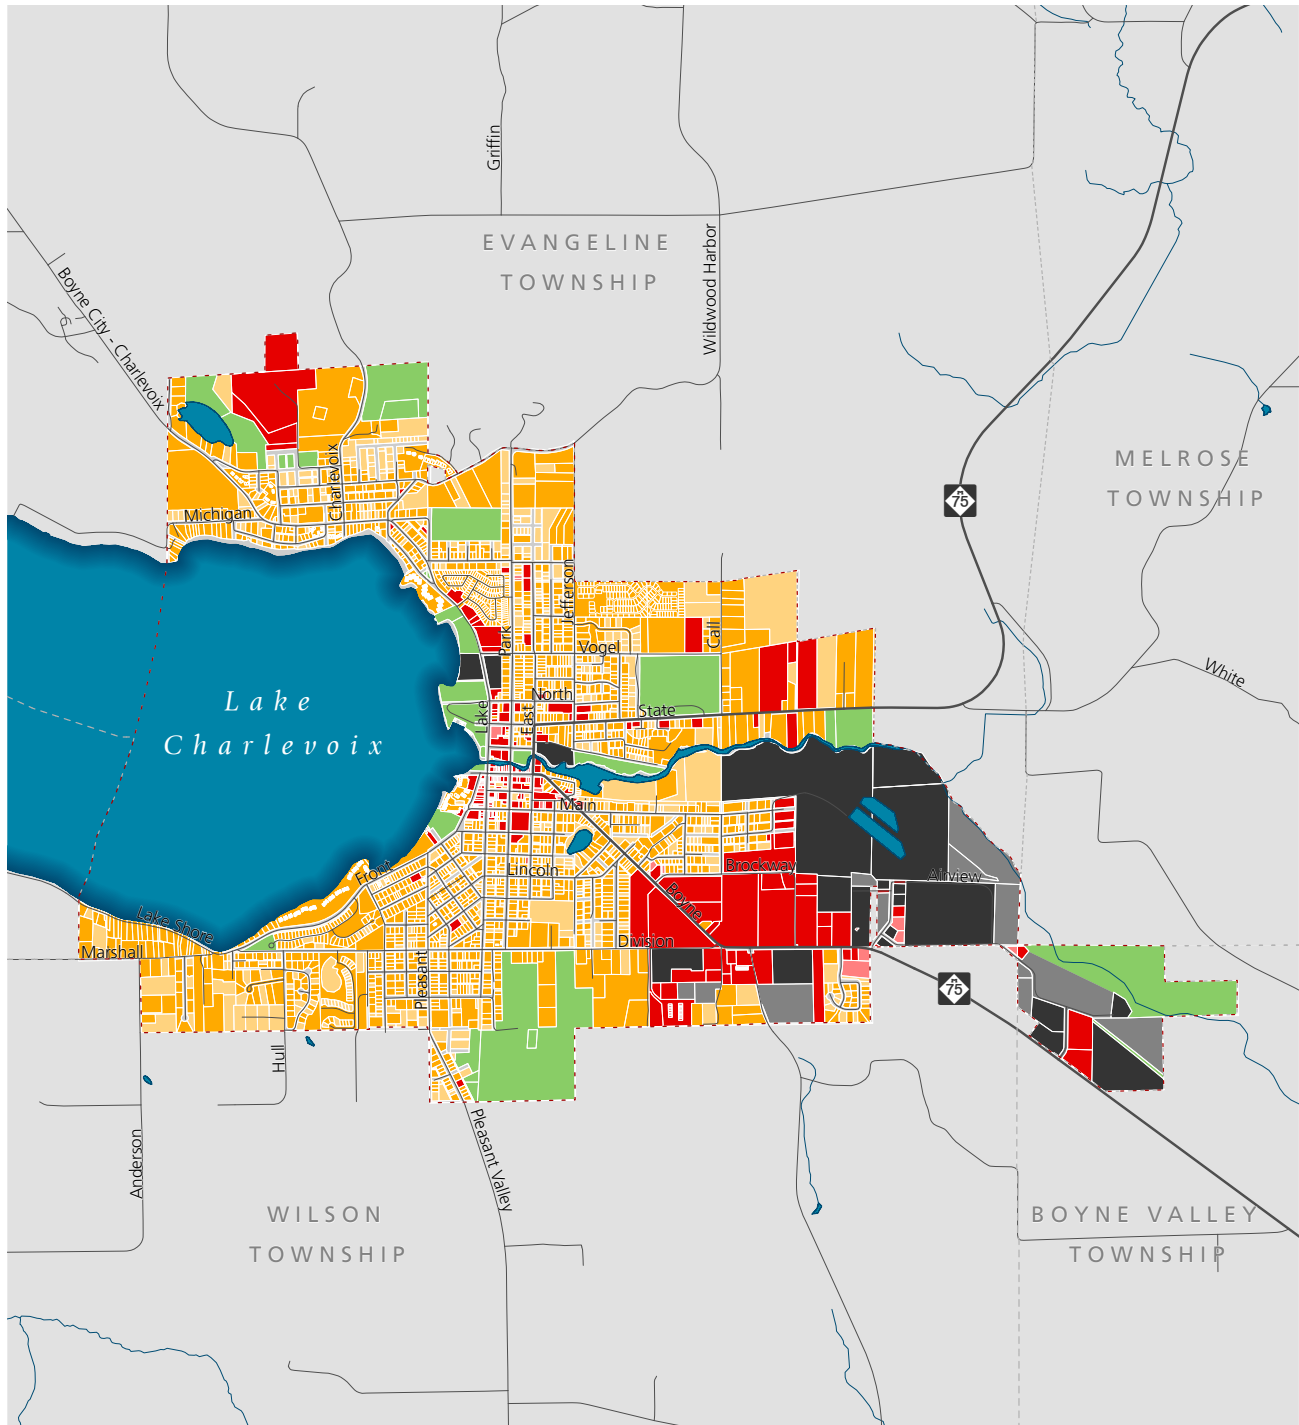 Griffin
EVANGELINE
TOWNSHIP
Wildwood Harbor
Boyne City - Charlevoix
Charlevoix
MELROSE
TOWNSHIP
M
75
Michigan
Jefferson
Park
Vogel
Call
White
North
Lake
East
State
Lake
Charlevoix
Main
Lincoln
Brockway
Front
Airview
Boyne
Lake Shore
Marshall
Division
Pleasant
75
Hull
Anderson
Pleasant Valley
WILSON
TOWNSHIP
BOYNE VALLEY
TOWNSHIP